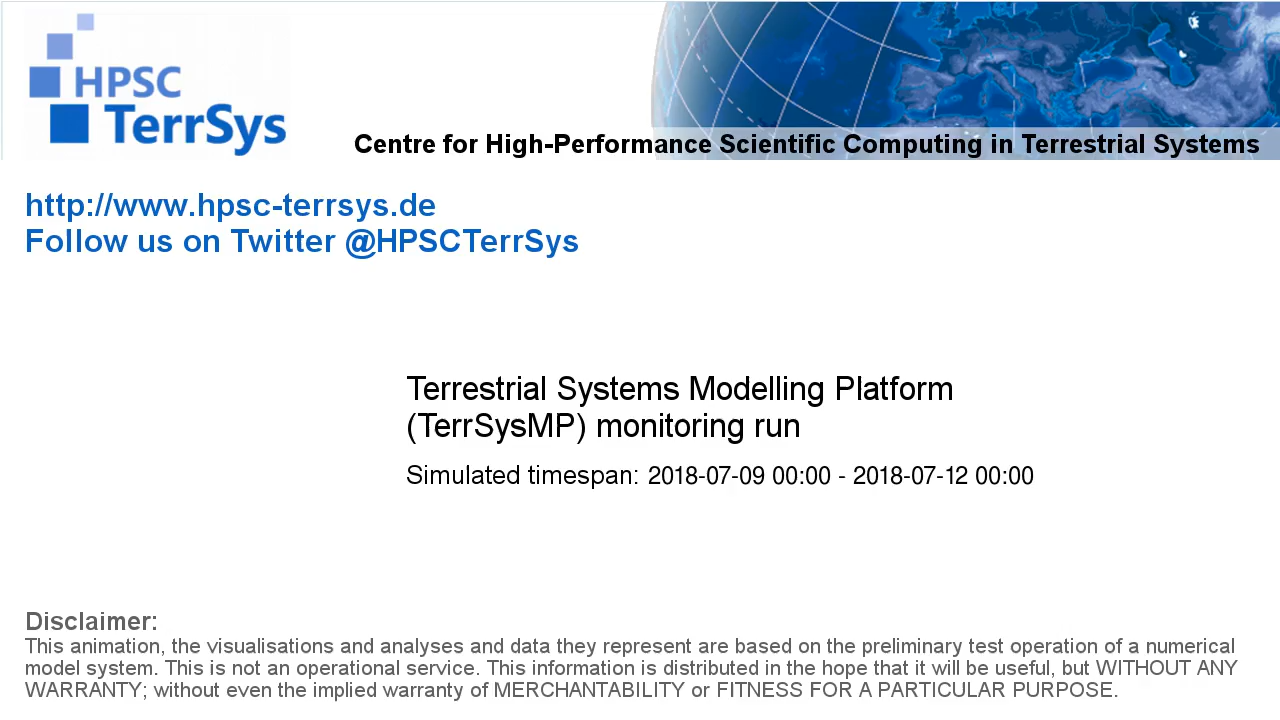 HPSC
TerrSys
Centre for High-Performance Scientific Computing in Terrestrial Systems
http://www.hpsc-terrsys.de
Follow us on Twitter @HPSCTerrSys
Terrestrial Systems Modelling Platform
(TerrSysMP) monitoring run
Simulated timespan: 2018-07-09 00:00 - 2018-07-12 00:00
Disclaimer:
This animation, the visualisations and analyses and data they represent are based on the preliminary test operation of a numerical
model system. This is not an operational service. This information is distributed in the hope that it will be useful, but WITHOUT ANY
WARRANTY; without even the implied warranty of MERCHANTABILITY or FITNESS FOR A PARTICULAR PURPOSE.